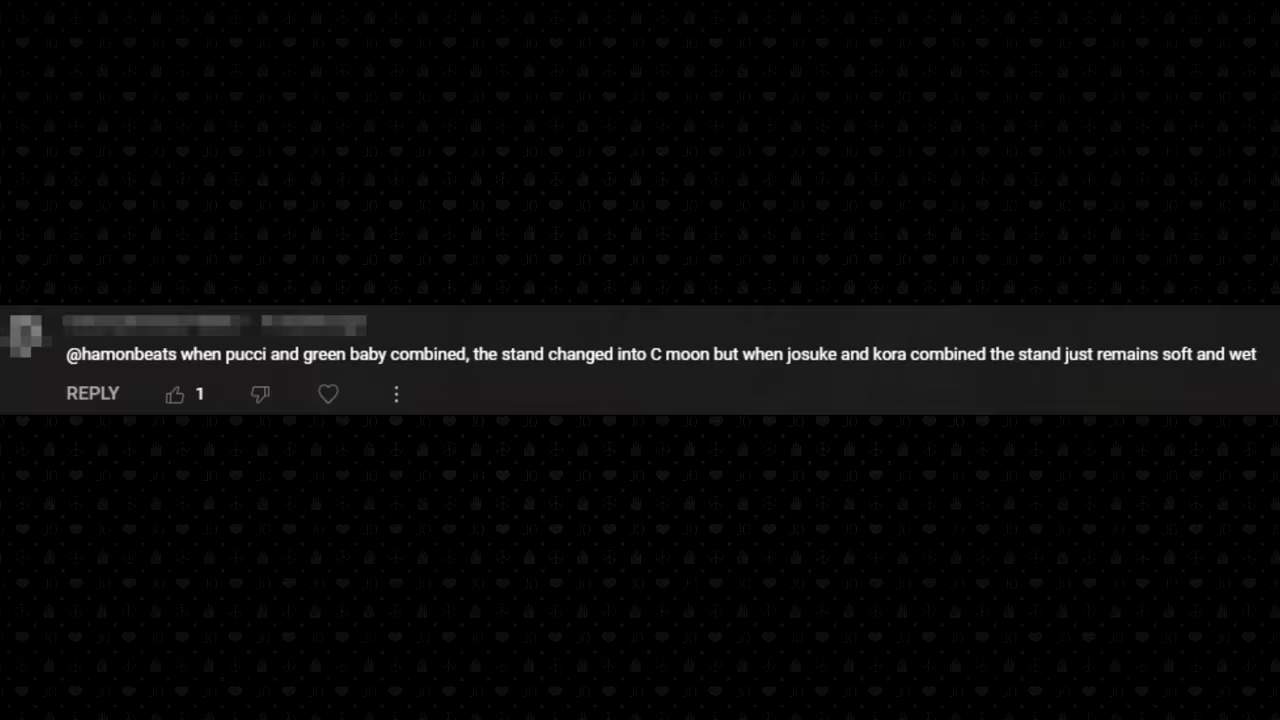 @hamonbeats when pucci and green baby combined, the stand changed into C moon but when josuke and kora combined the stand just remains soft and wet
REPLY 1